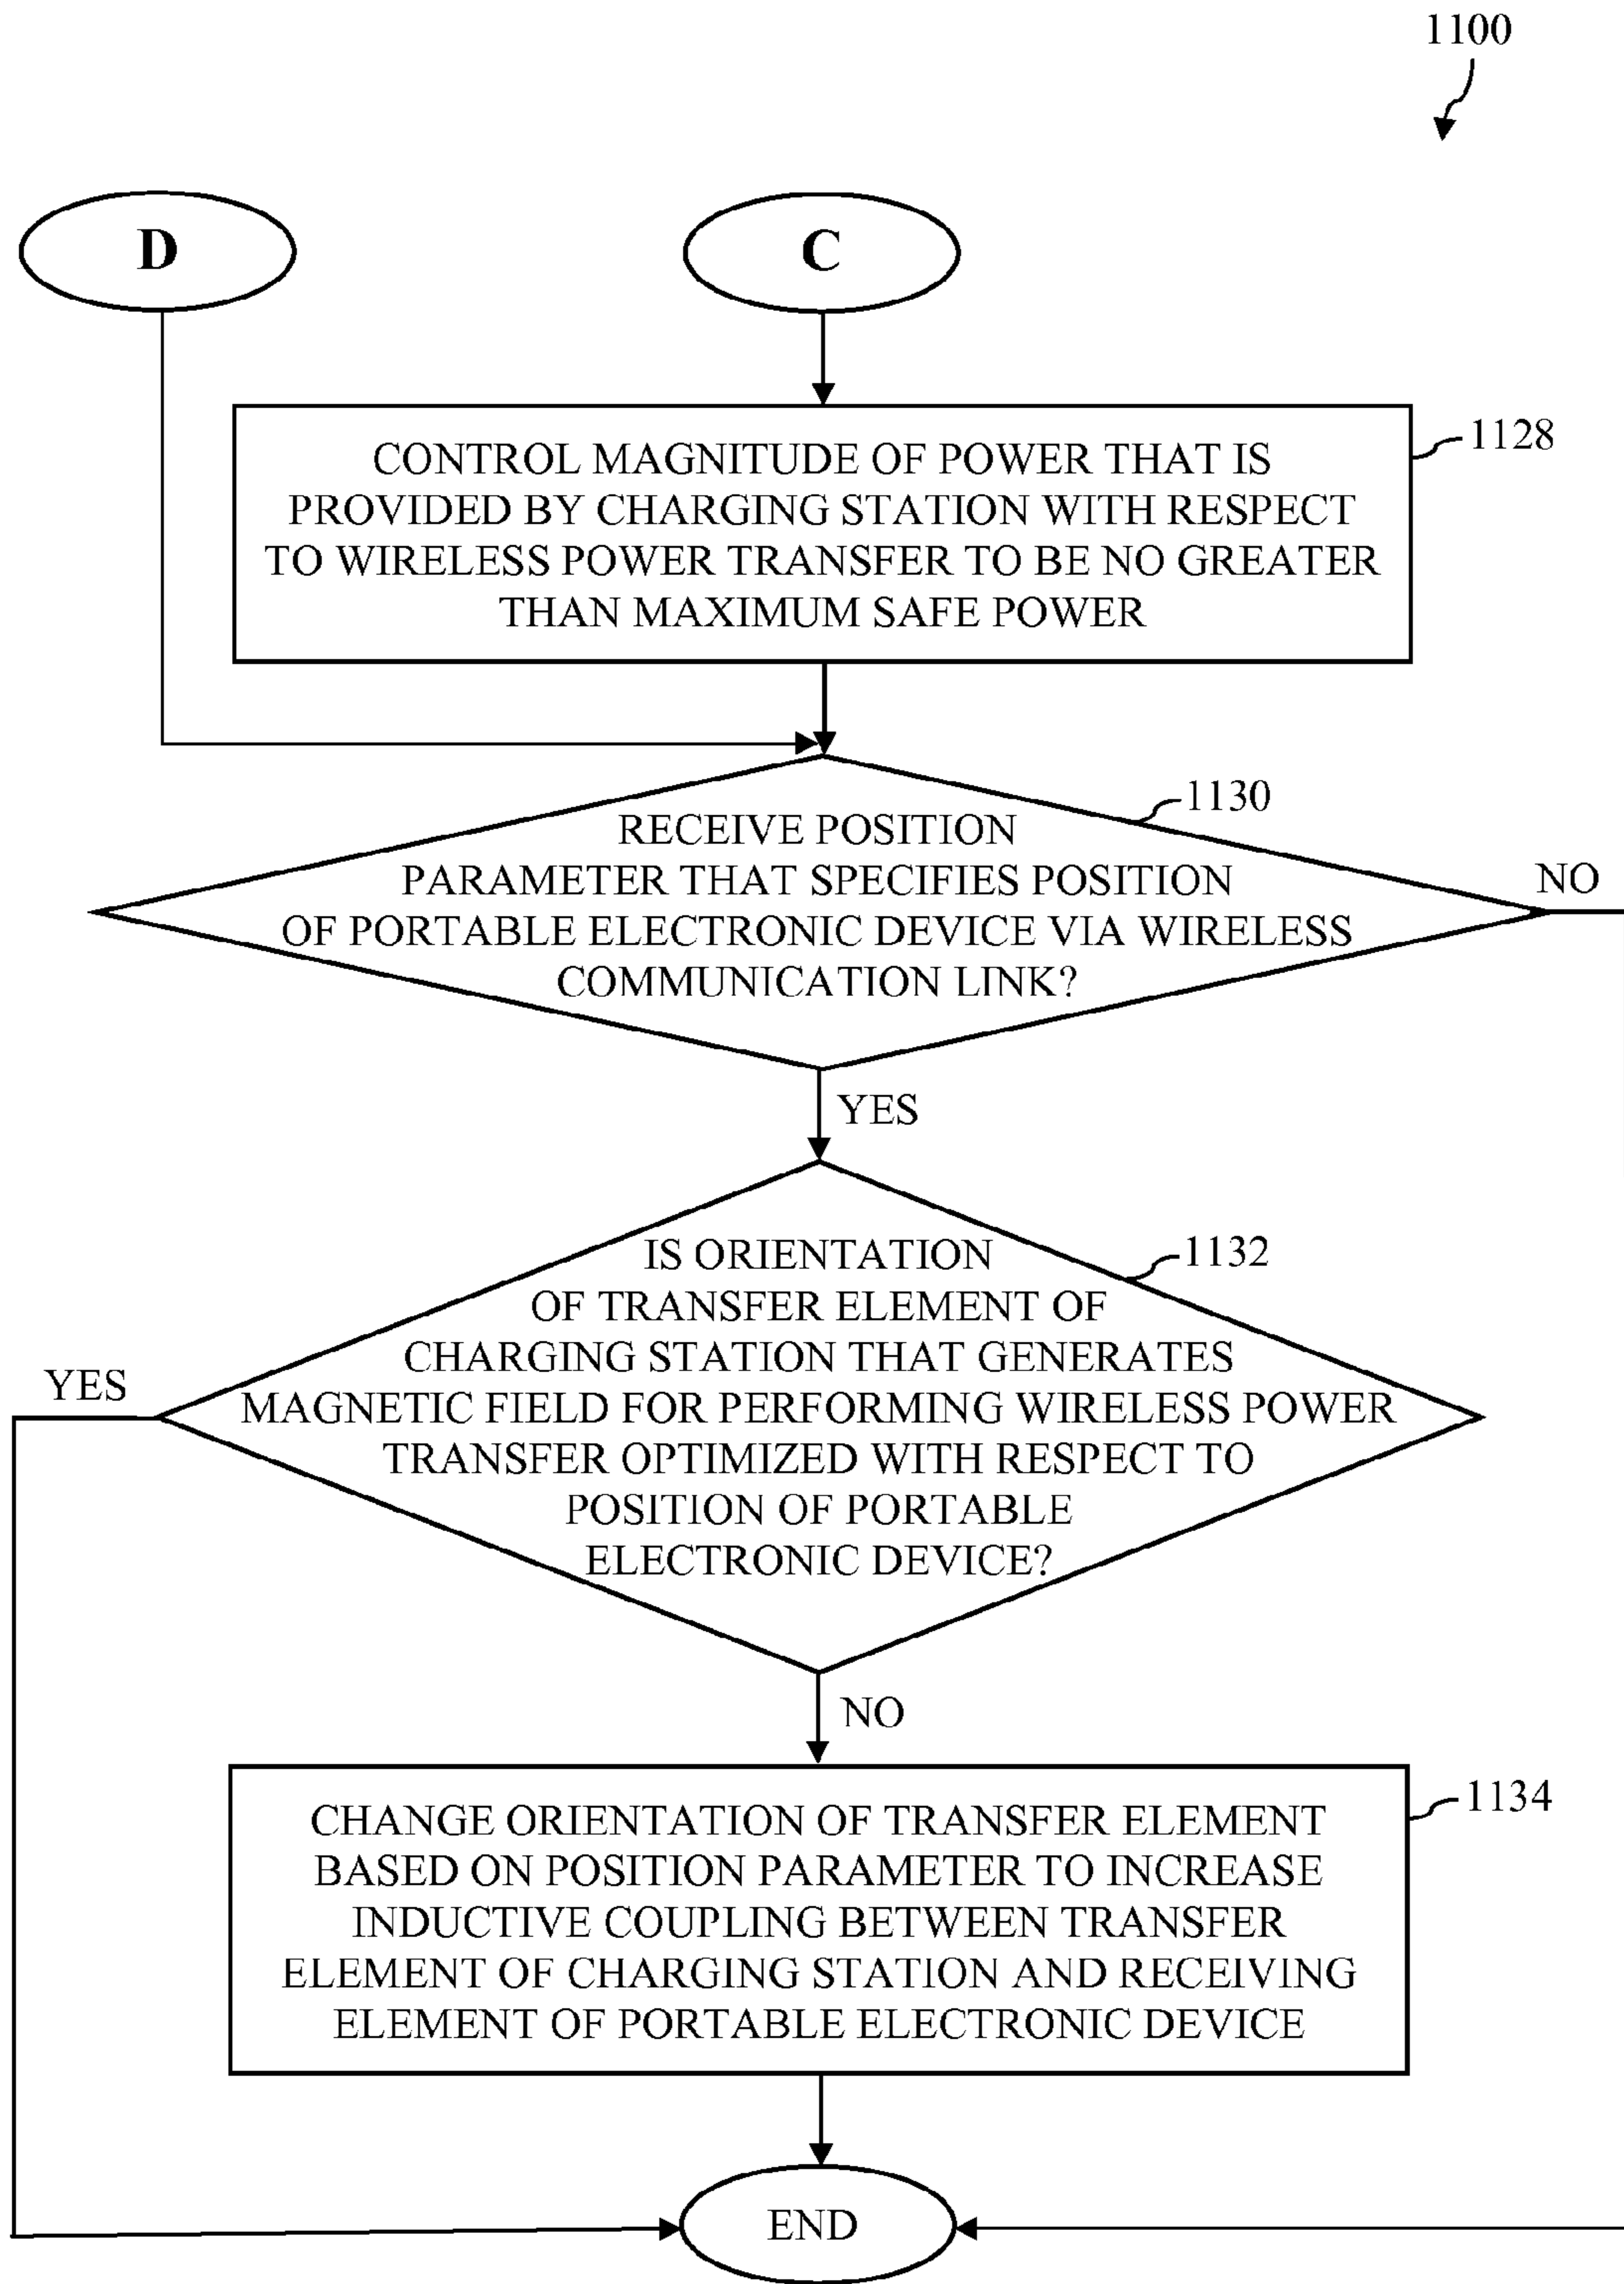 1100
D
C
CONTROL MAGNITUDE OF POWER THAT IS
PROVIDED BY CHARGING STATION WITH RESPECT
TO WIRELESS POWER TRANSFER TO BE NO GREATER
THAN MAXIMUM SAFE POWER
1128
1130
RECEIVE POSITION
PARAMETER THAT SPECIFIES POSITION
OF PORTABLE ELECTRONIC DEVICE VIA WIRELESS
COMMUNICATION LINK?
NO
YES
1132
IS ORIENTATION
OF TRANSFER ELEMENT OF
CHARGING STATION THAT GENERATES
MAGNETIC FIELD FOR PERFORMING WIRELESS POWER
TRANSFER OPTIMIZED WITH RESPECT TO
POSITION OF PORTABLE
ELECTRONIC DEVICE?
YES
NO
1134
CHANGE ORIENTATION OF TRANSFER ELEMENT
BASED ON POSITION PARAMETER TO INCREASE
INDUCTIVE COUPLING BETWEEN TRANSFER
ELEMENT OF CHARGING STATION AND RECEIVING
ELEMENT OF PORTABLE ELECTRONIC DEVICE
END